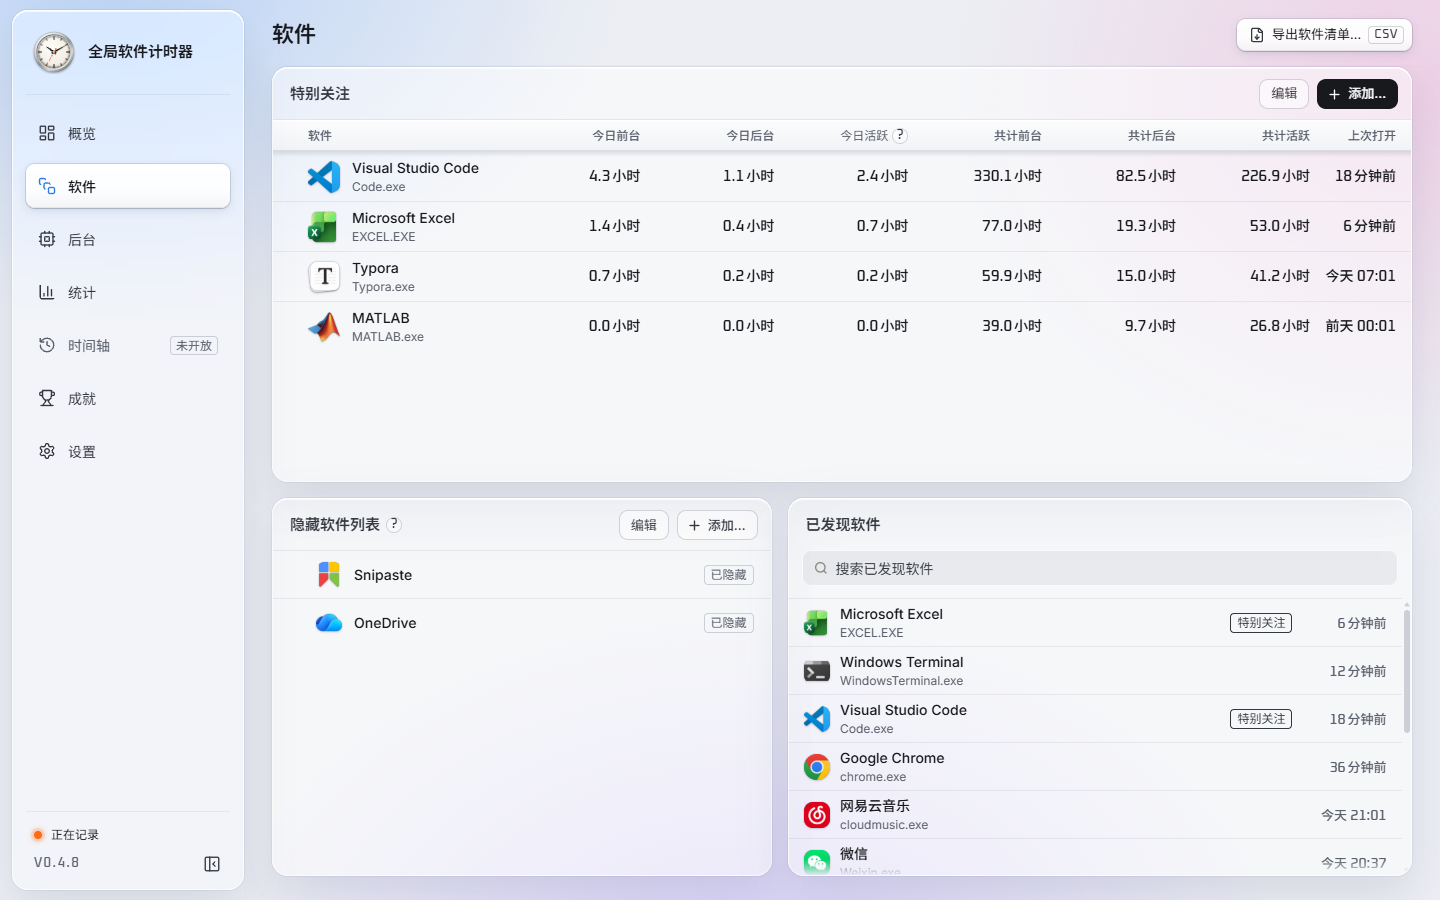 全局软件计时器
概览
软件
后台
统计
时间轴 未开放
成就
设置
正在记录
V0.4.8
软件
导出软件清单... CSV
特别关注
编辑
+ 添加...
软件 今日前台 今日后台 今日活跃 ? 共计前台 共计后台 共计活跃 上次打开
Visual Studio Code
Code.exe
4.3小时 1.1小时 2.4小时 330.1小时 82.5小时 226.9小时 18分钟前
Microsoft Excel
EXCEL.EXE
1.4小时 0.4小时 0.7小时 77.0小时 19.3小时 53.0小时 6分钟前
Typora
Typora.exe
0.7小时 0.2小时 0.2小时 59.9小时 15.0小时 41.2小时 今天 07:01
MATLAB
MATLAB.exe
0.0小时 0.0小时 0.0小时 39.0小时 9.7小时 26.8小时 前天 00:01
隐藏软件列表 ?
编辑
+ 添加...
Snipaste 已隐藏
OneDrive 已隐藏
已发现软件
搜索已发现软件
Microsoft Excel
EXCEL.EXE
特别关注 6分钟前
Windows Terminal
WindowsTerminal.exe
12分钟前
Visual Studio Code
Code.exe
特别关注 18分钟前
Google Chrome
chrome.exe
36分钟前
网易云音乐
cloudmusic.exe
今天 21:01
微信
Weixin.exe
今天 20:37